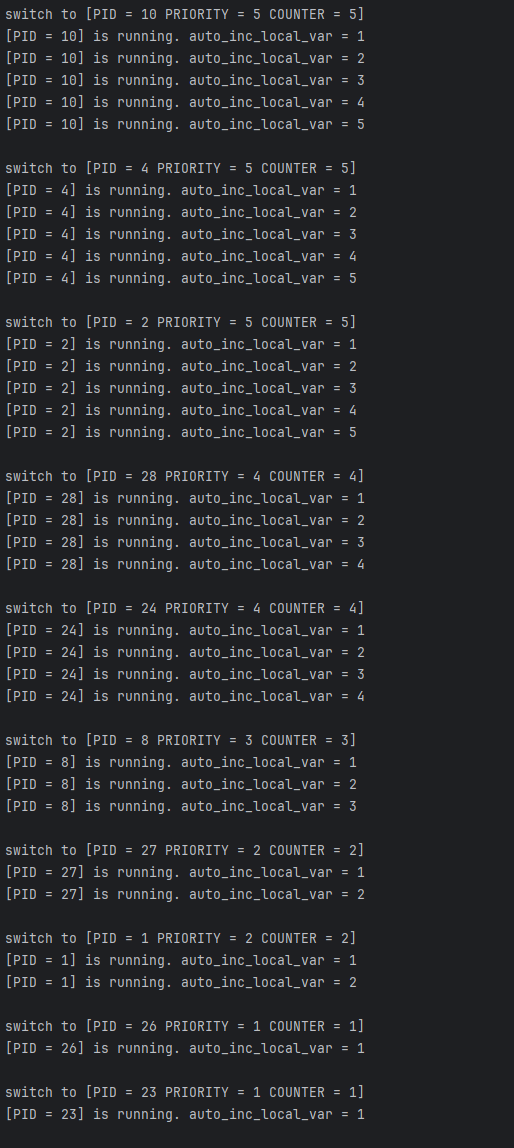 switch to [PID = 10 PRIORITY = 5 COUNTER = 5]
[PID = 10] is running. auto_inc_local_var = 1
[PID = 10] is running. auto_inc_local_var = 2
[PID = 10] is running. auto_inc_local_var = 3
[PID = 10] is running. auto_inc_local_var = 4
[PID = 10] is running. auto_inc_local_var = 5

switch to [PID = 4 PRIORITY = 5 COUNTER = 5]
[PID = 4] is running. auto_inc_local_var = 1
[PID = 4] is running. auto_inc_local_var = 2
[PID = 4] is running. auto_inc_local_var = 3
[PID = 4] is running. auto_inc_local_var = 4
[PID = 4] is running. auto_inc_local_var = 5

switch to [PID = 2 PRIORITY = 5 COUNTER = 5]
[PID = 2] is running. auto_inc_local_var = 1
[PID = 2] is running. auto_inc_local_var = 2
[PID = 2] is running. auto_inc_local_var = 3
[PID = 2] is running. auto_inc_local_var = 4
[PID = 2] is running. auto_inc_local_var = 5

switch to [PID = 28 PRIORITY = 4 COUNTER = 4]
[PID = 28] is running. auto_inc_local_var = 1
[PID = 28] is running. auto_inc_local_var = 2
[PID = 28] is running. auto_inc_local_var = 3
[PID = 28] is running. auto_inc_local_var = 4

switch to [PID = 24 PRIORITY = 4 COUNTER = 4]
[PID = 24] is running. auto_inc_local_var = 1
[PID = 24] is running. auto_inc_local_var = 2
[PID = 24] is running. auto_inc_local_var = 3
[PID = 24] is running. auto_inc_local_var = 4

switch to [PID = 8 PRIORITY = 3 COUNTER = 3]
[PID = 8] is running. auto_inc_local_var = 1
[PID = 8] is running. auto_inc_local_var = 2
[PID = 8] is running. auto_inc_local_var = 3

switch to [PID = 27 PRIORITY = 2 COUNTER = 2]
[PID = 27] is running. auto_inc_local_var = 1
[PID = 27] is running. auto_inc_local_var = 2

switch to [PID = 1 PRIORITY = 2 COUNTER = 2]
[PID = 1] is running. auto_inc_local_var = 1
[PID = 1] is running. auto_inc_local_var = 2

switch to [PID = 26 PRIORITY = 1 COUNTER = 1]
[PID = 26] is running. auto_inc_local_var = 1

switch to [PID = 23 PRIORITY = 1 COUNTER = 1]
[PID = 23] is running. auto_inc_local_var = 1